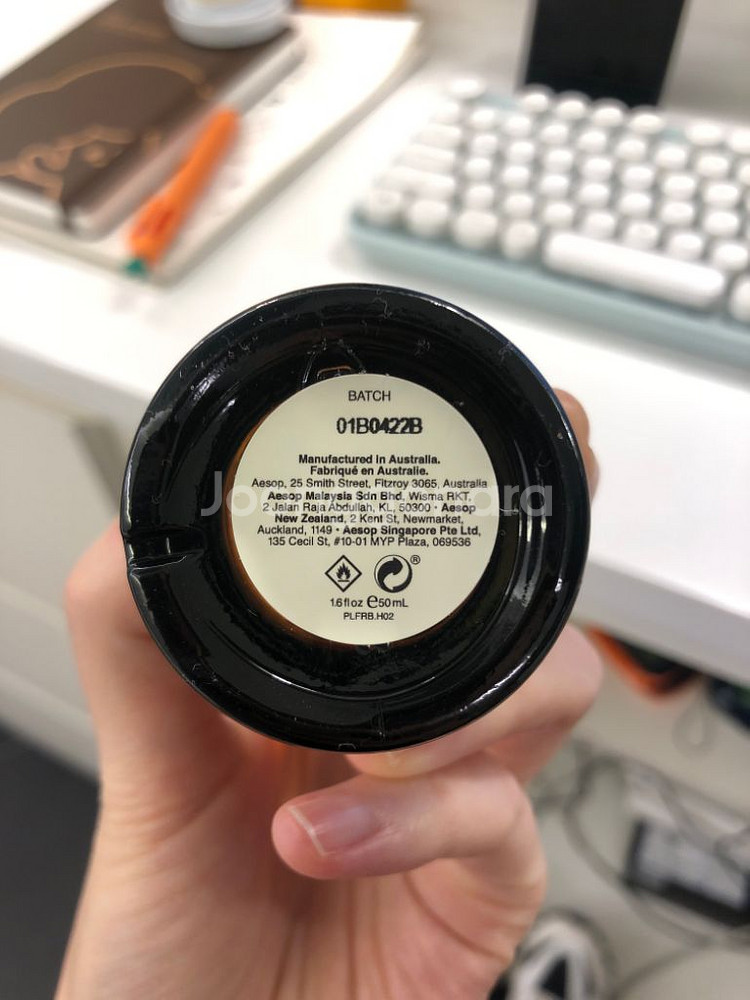 BATCH
01B0422B
Manufactured in Australia.
Fabriqué en Australie.
Aesop, 25 Smith Street, Fitzroy 3065, Australia
Aesop Malaysia Sdn Bhd, Wisma RKT,
2 Jalan Raja Abdullah, KL, 50300 • Aesop
New Zealand, 2 Kent St, Newmarket,
Auckland, 1149 • Aesop Singapore Pte Ltd,
135 Cecil St, #10-01 MYP Plaza, 069536
®
1.6 fl oz ℮50 mL
PLFRB.H02